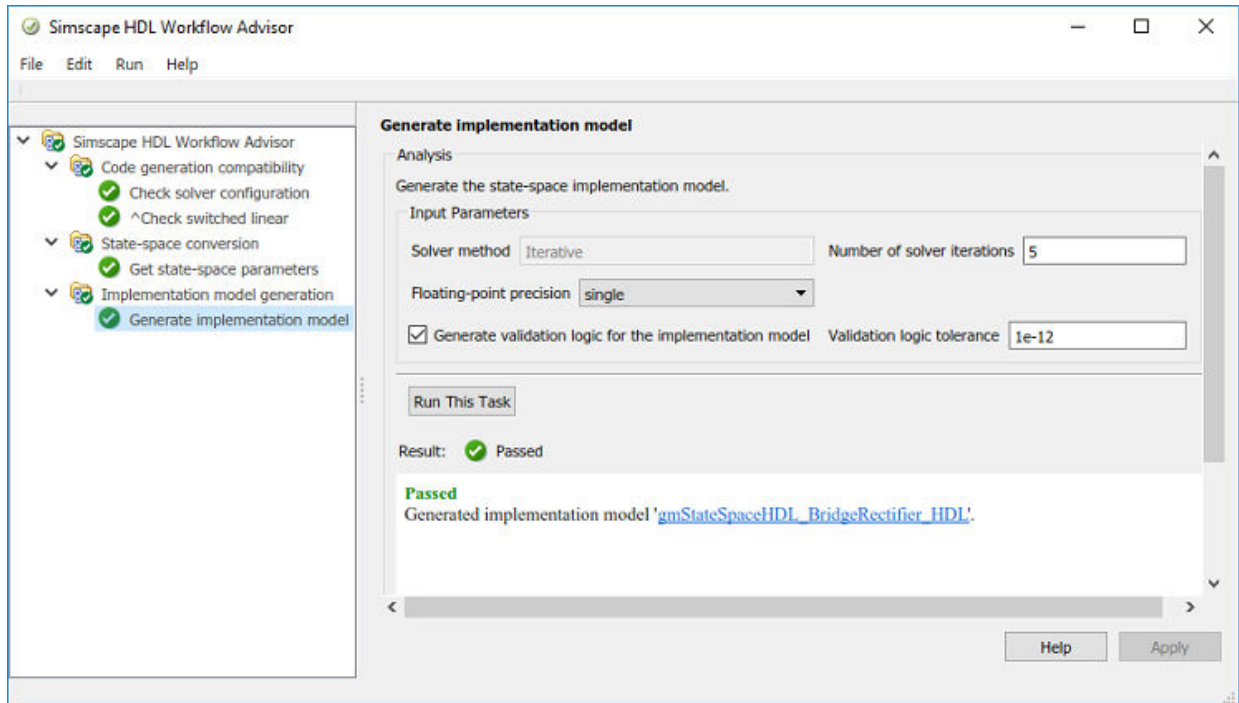 Simscape HDL Workflow Advisor
File Edit Run Help
Simscape HDL Workflow Advisor
Code generation compatibility
Check solver configuration
^Check switched linear
State-space conversion
Get state-space parameters
Implementation model generation
Generate implementation model
Generate implementation model
Analysis
Generate the state-space implementation model.
Input Parameters
Solver method Iterative Number of solver iterations 5
Floating-point precision single
Generate validation logic for the implementation model Validation logic tolerance 1e-12
Run This Task
Result: Passed
Passed
Generated implementation model 'gmStateSpaceHDL_BridgeRectifier_HDL'.
Help Apply